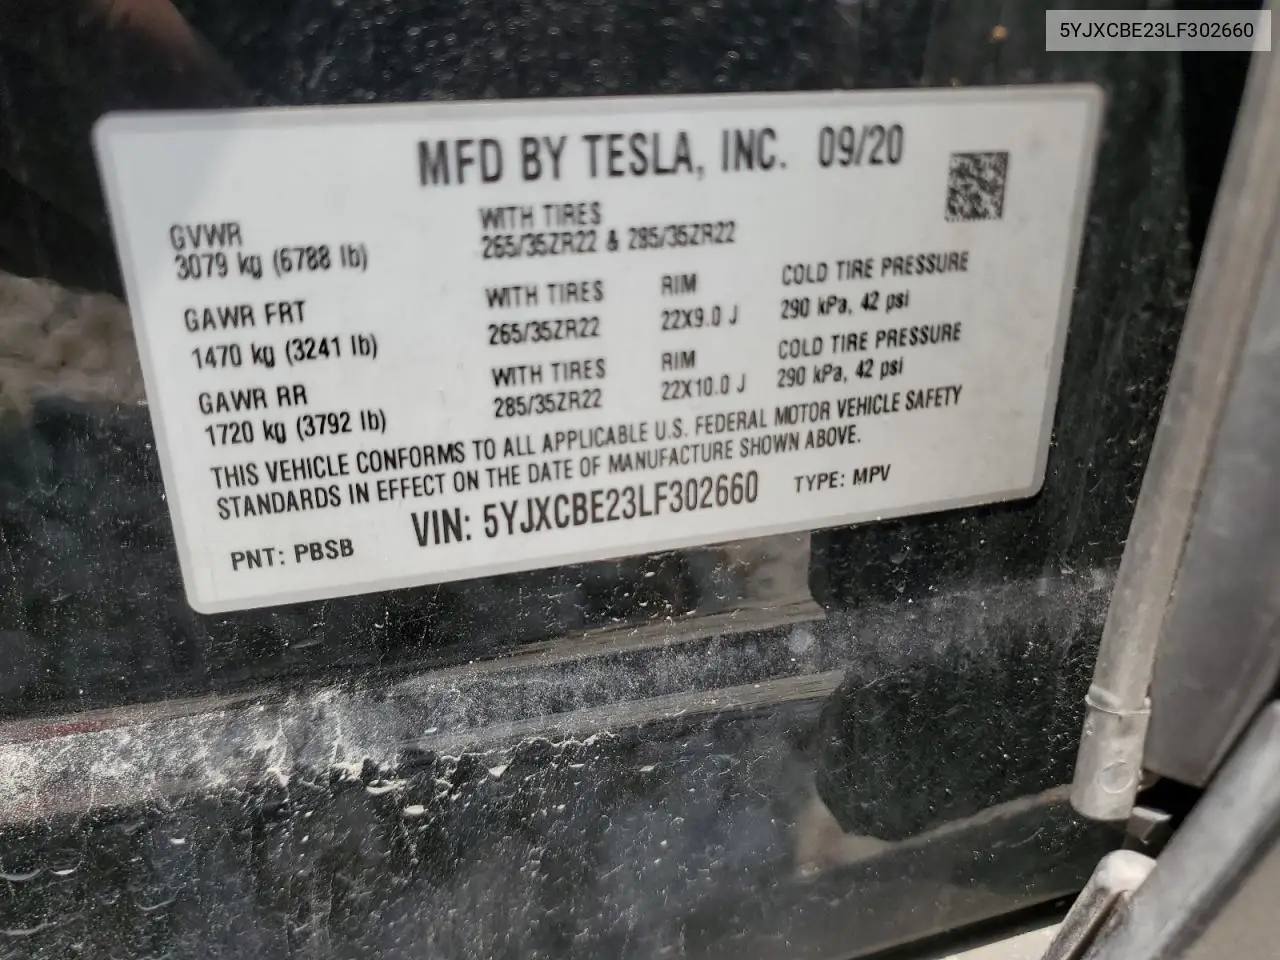 5YJXCBE23LF302660
MFD BY TESLA, INC. 09/20
GVWR
3079 kg (6788 lb)
WITH TIRES
265/35ZR22 & 285/35ZR22
GAWR FRT
1470 kg (3241 lb)
WITH TIRES
265/35ZR22
RIM
22X9.0 J
COLD TIRE PRESSURE
290 kPa, 42 psi
GAWR RR
1720 kg (3792 lb)
WITH TIRES
285/35ZR22
RIM
22X10.0 J
COLD TIRE PRESSURE
290 kPa, 42 psi
THIS VEHICLE CONFORMS TO ALL APPLICABLE U.S. FEDERAL MOTOR VEHICLE SAFETY
STANDARDS IN EFFECT ON THE DATE OF MANUFACTURE SHOWN ABOVE.
PNT: PBSB
VIN: 5YJXCBE23LF302660
TYPE: MPV